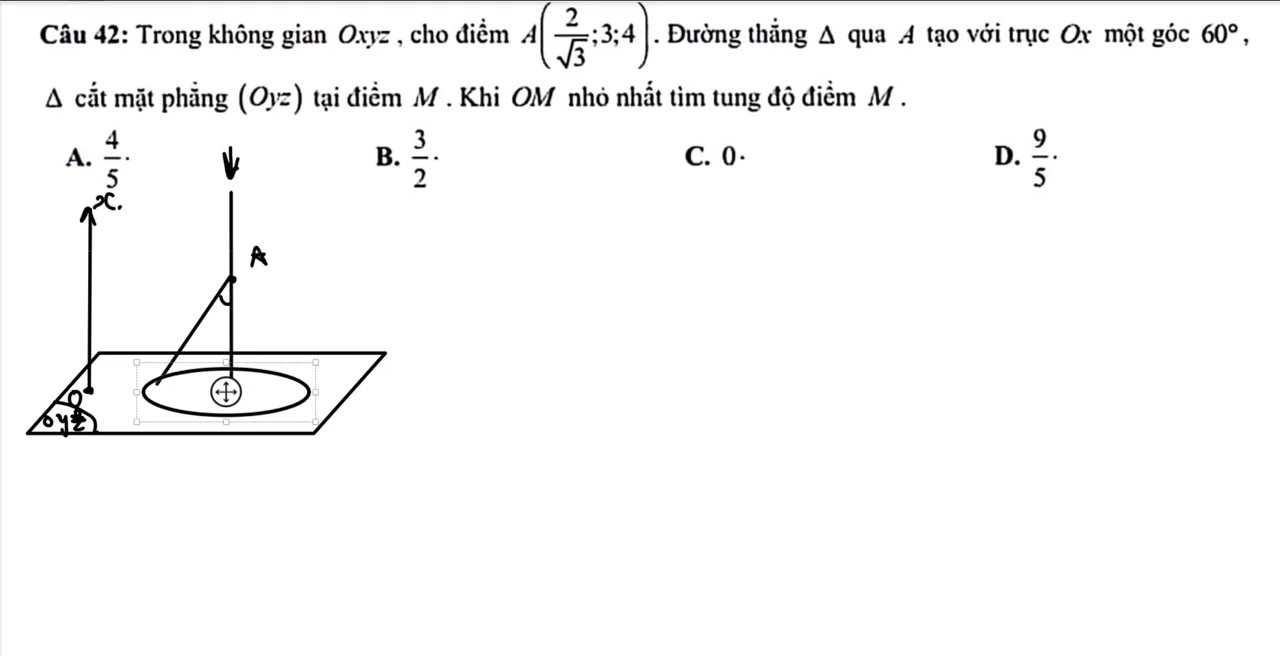 Câu 42: Trong không gian Oxyz, cho điểm A(2/√3;3;4). Đường thẳng Δ qua A tạo với trục Ox một góc 60°,
Δ cắt mặt phẳng (Oyz) tại điểm M. Khi OM nhỏ nhất tìm tung độ điểm M.
A. 4/5. B. 3/2. C. 0. D. 9/5.
x.
A
O
Oyz